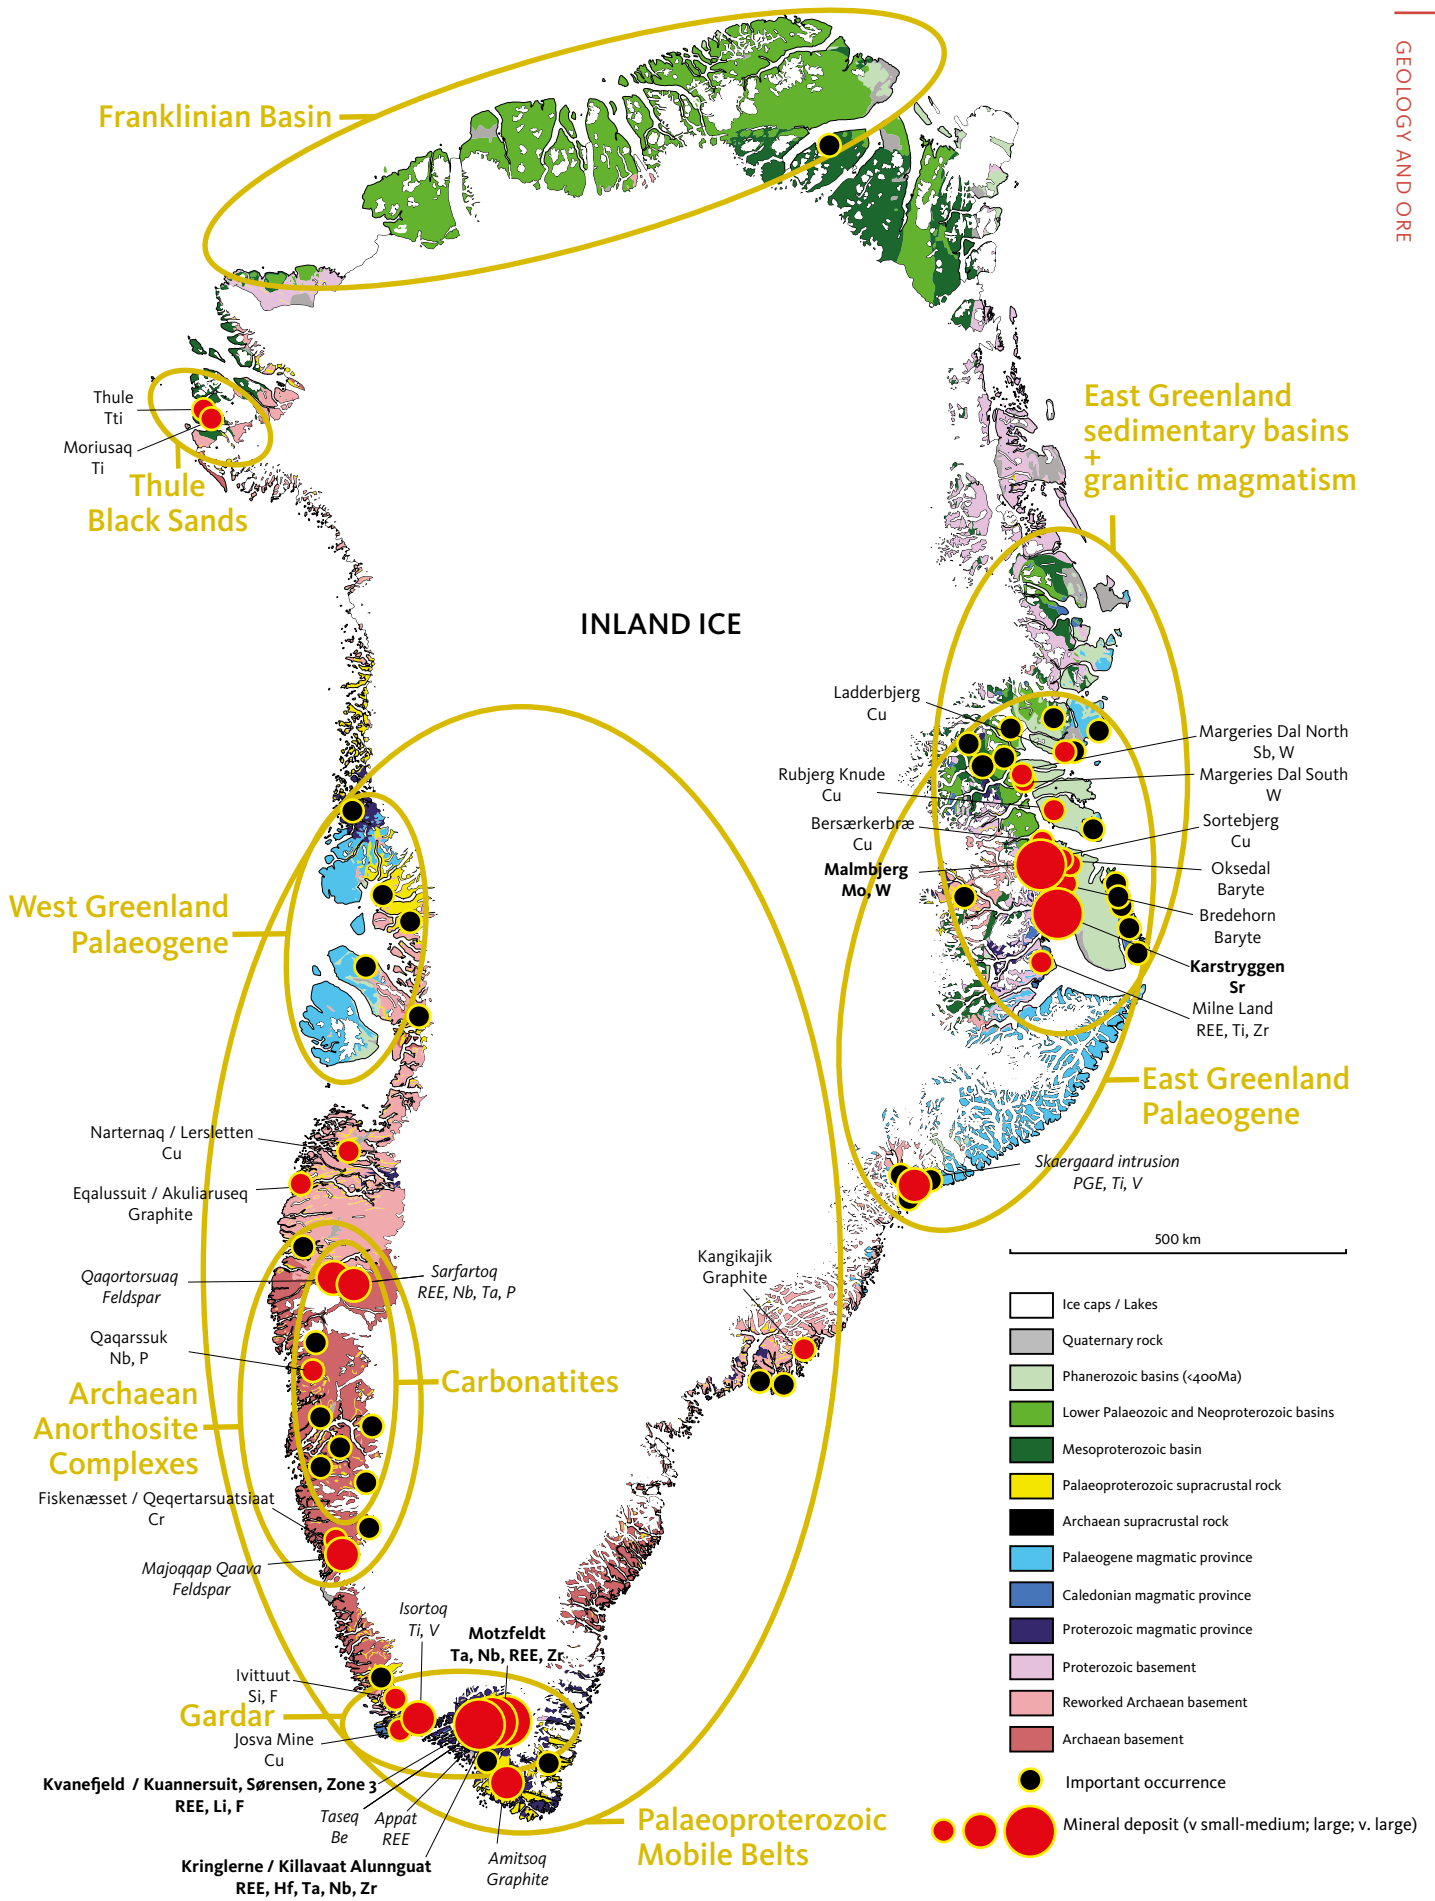 GEOLOGY AND ORE
Franklinian Basin
Thule
Tti
Moriusaq
Ti
Thule
Black Sands
East Greenland
sedimentary basins
+
granitic magmatism
INLAND ICE
Ladderbjerg
Cu
Margeries Dal North
Sb, W
Rubjerg Knude
Cu
Margeries Dal South
W
Bersærkerbræ
Cu
Sortebjerg
Cu
Malmbjerg
Mo, W
Oksedal
Baryte
Bredehorn
Baryte
Karstryggen
Sr
Milne Land
REE, Ti, Zr
West Greenland
Palaeogene
East Greenland
Palaeogene
Narternaq / Lersletten
Cu
Eqalussuit / Akuliaruseq
Graphite
Skaergaard intrusion
PGE, Ti, V
Kangikajik
Graphite
Qaqortorsuaq
Feldspar
Sarfartoq
REE, Nb, Ta, P
Qaqarssuk
Nb, P
Carbonatites
Archaean
Anorthosite
Complexes
Fiskenæsset / Qeqertarsuatsiaat
Cr
Majoqqap Qaava
Feldspar
Isortoq
Ti, V
Motzfeldt
Ta, Nb, REE, Zr
Ivittuut
Si, F
Gardar
Josva Mine
Cu
Kvanefjeld / Kuannersuit, Sørensen, Zone 3
REE, Li, F
Taseq
Be
Appat
REE
Kringlerne / Killavaat Alunnguat
REE, Hf, Ta, Nb, Zr
Amitsoq
Graphite
Palaeoproterozoic
Mobile Belts
500 km
Ice caps / Lakes
Quaternary rock
Phanerozoic basins (<400Ma)
Lower Palaeozoic and Neoproterozoic basins
Mesoproterozoic basin
Palaeoproterozoic supracrustal rock
Archaean supracrustal rock
Palaeogene magmatic province
Caledonian magmatic province
Proterozoic magmatic province
Proterozoic basement
Reworked Archaean basement
Archaean basement
Important occurrence
Mineral deposit (v small-medium; large; v. large)